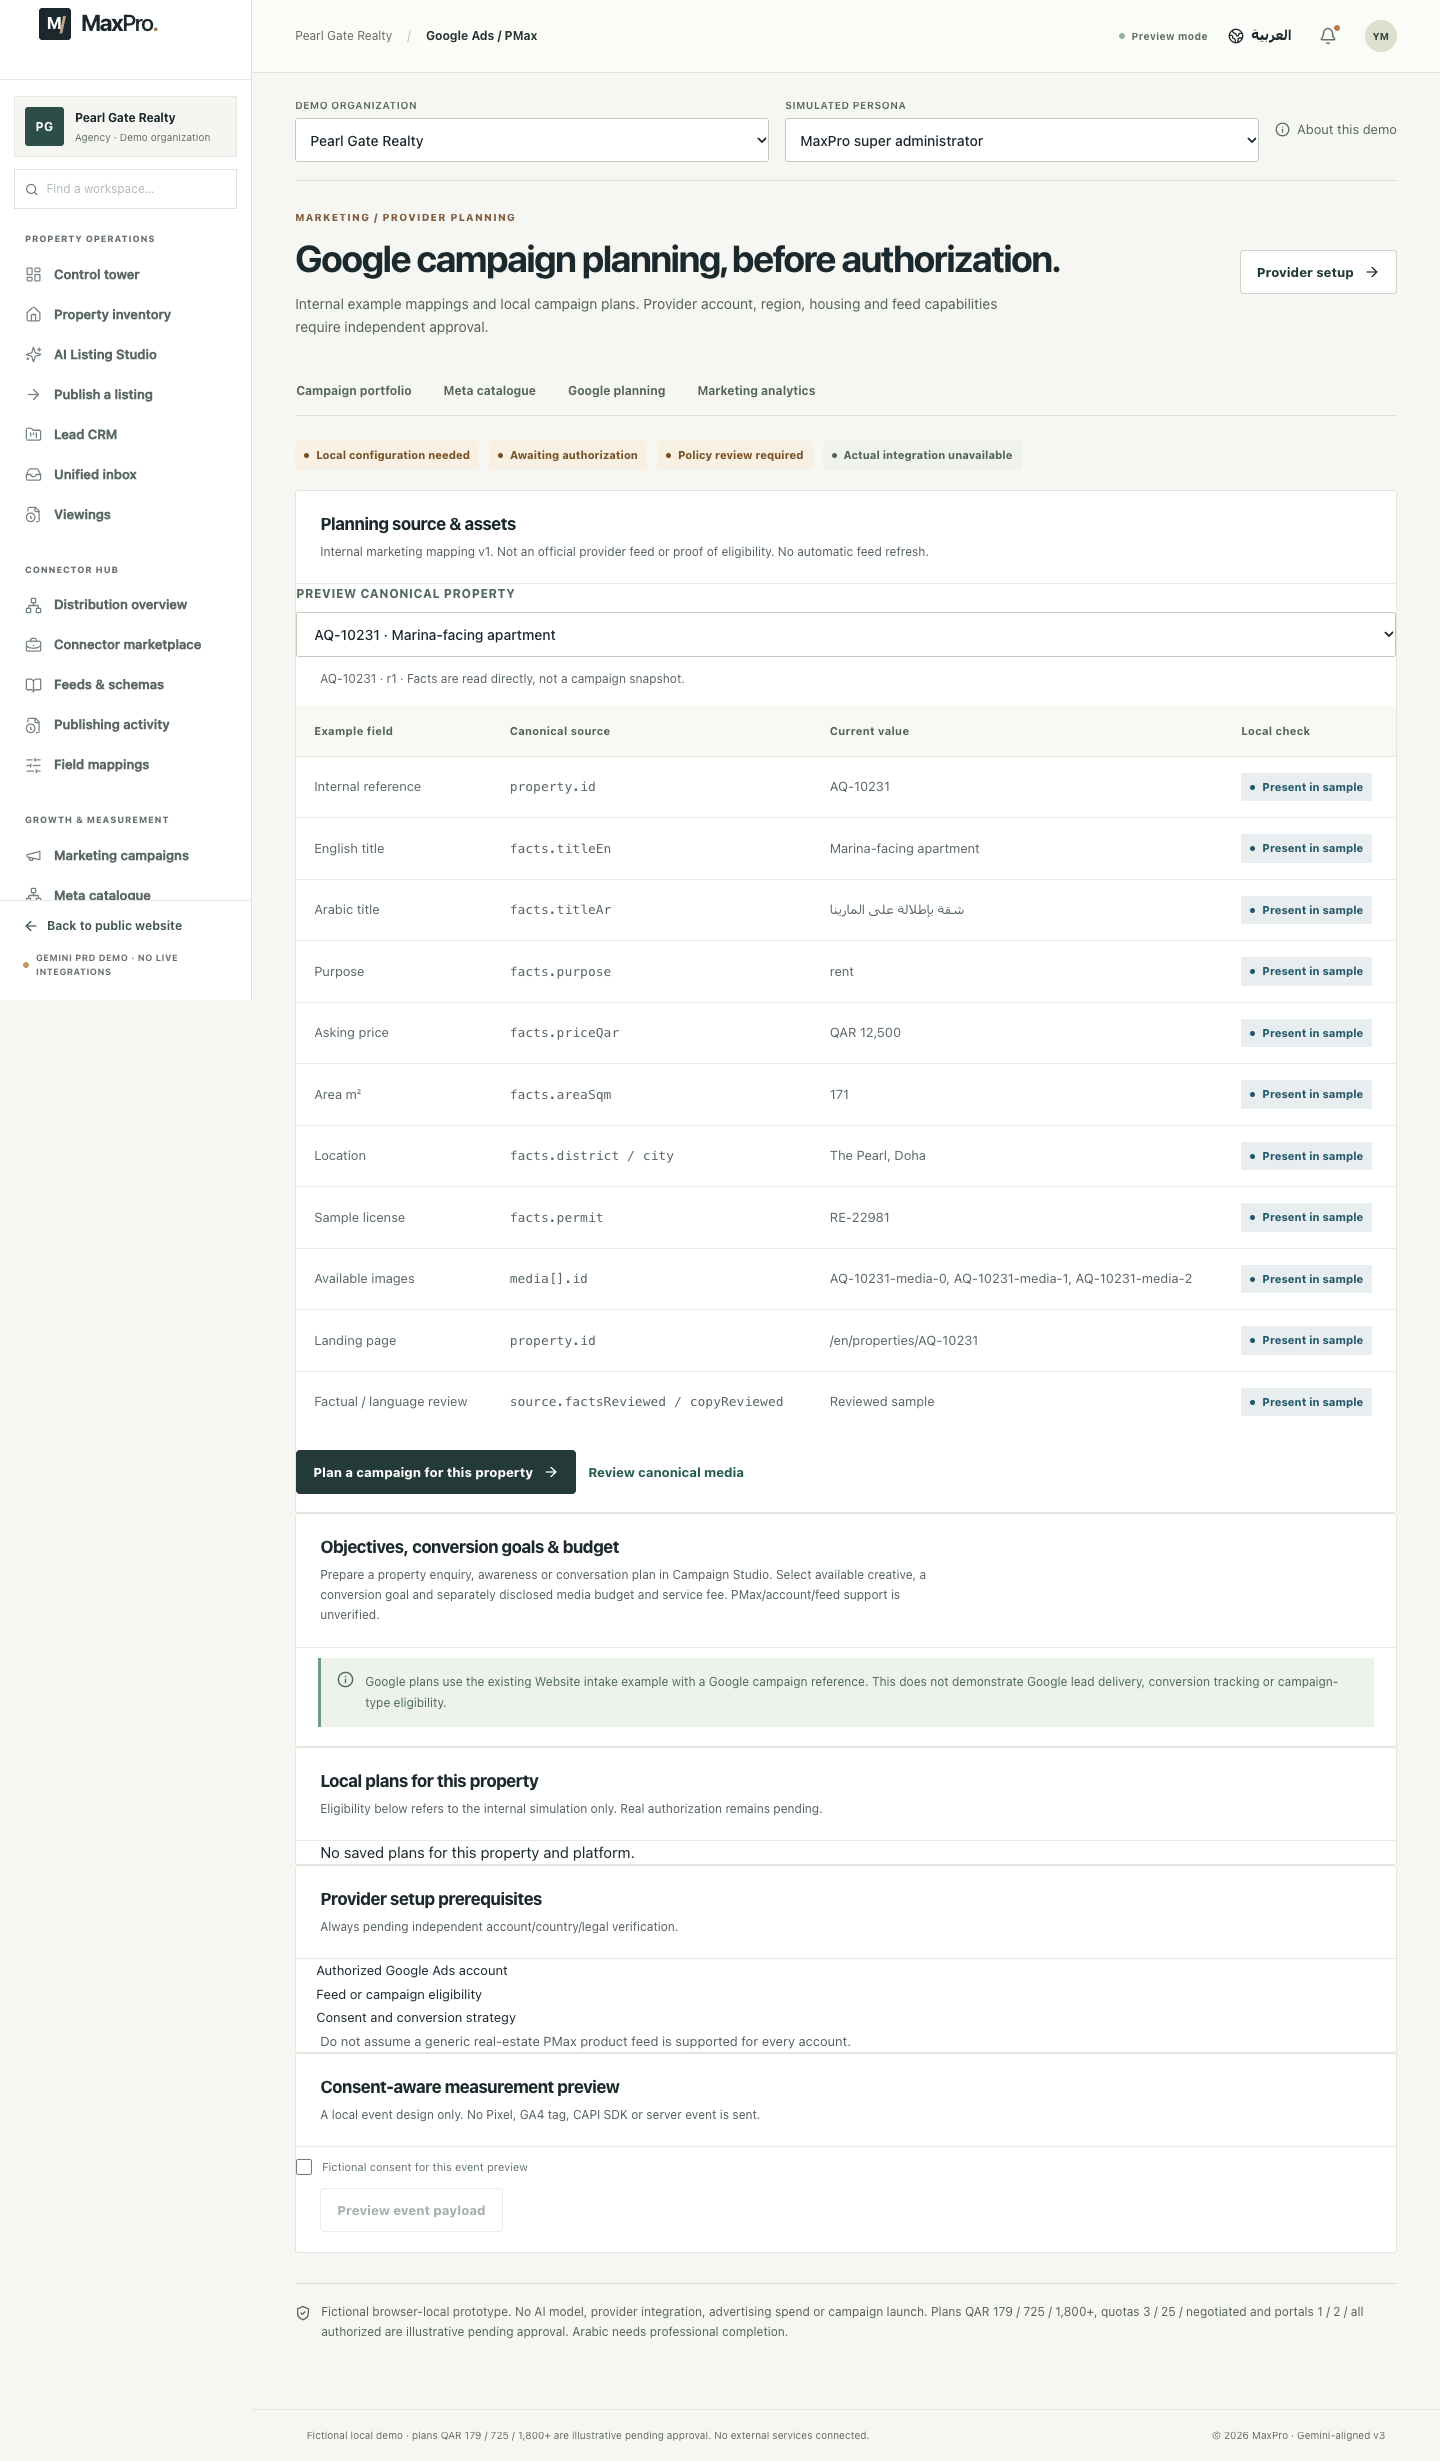 M/ MaxPro.
Pearl Gate Realty / Google Ads / PMax
Preview mode
العربية
YM
PG
Pearl Gate Realty
Agency · Demo organization
Find a workspace...
PROPERTY OPERATIONS
Control tower
Property inventory
AI Listing Studio
Publish a listing
Lead CRM
Unified inbox
Viewings
CONNECTOR HUB
Distribution overview
Connector marketplace
Feeds & schemas
Publishing activity
Field mappings
GROWTH & MEASUREMENT
Marketing campaigns
Meta catalogue
Back to public website
GEMINI PRD DEMO · NO LIVE
INTEGRATIONS
DEMO ORGANIZATION
Pearl Gate Realty
SIMULATED PERSONA
MaxPro super administrator
About this demo
MARKETING / PROVIDER PLANNING
Google campaign planning, before authorization.
Internal example mappings and local campaign plans. Provider account, region, housing and feed capabilities
require independent approval.
Provider setup
Campaign portfolio Meta catalogue Google planning Marketing analytics
Local configuration needed Awaiting authorization Policy review required Actual integration unavailable
Planning source & assets
Internal marketing mapping v1. Not an official provider feed or proof of eligibility. No automatic feed refresh.
PREVIEW CANONICAL PROPERTY
AQ-10231 · Marina-facing apartment
AQ-10231 · r1 · Facts are read directly, not a campaign snapshot.
Example field Canonical source Current value Local check
Internal reference property.id AQ-10231 Present in sample
English title facts.titleEn Marina-facing apartment Present in sample
Arabic title facts.titleAr شقة بإطلالة على المارينا Present in sample
Purpose facts.purpose rent Present in sample
Asking price facts.priceQar QAR 12,500 Present in sample
Area m² facts.areaSqm 171 Present in sample
Location facts.district / city The Pearl, Doha Present in sample
Sample license facts.permit RE-22981 Present in sample
Available images media[].id AQ-10231-media-0, AQ-10231-media-1, AQ-10231-media-2 Present in sample
Landing page property.id /en/properties/AQ-10231 Present in sample
Factual / language review source.factsReviewed / copyReviewed Reviewed sample Present in sample
Plan a campaign for this property Review canonical media
Objectives, conversion goals & budget
Prepare a property enquiry, awareness or conversation plan in Campaign Studio. Select available creative, a
conversion goal and separately disclosed media budget and service fee. PMax/account/feed support is
unverified.
Google plans use the existing Website intake example with a Google campaign reference. This does not demonstrate Google lead delivery, conversion tracking or campaign-
type eligibility.
Local plans for this property
Eligibility below refers to the internal simulation only. Real authorization remains pending.
No saved plans for this property and platform.
Provider setup prerequisites
Always pending independent account/country/legal verification.
Authorized Google Ads account
Feed or campaign eligibility
Consent and conversion strategy
Do not assume a generic real-estate PMax product feed is supported for every account.
Consent-aware measurement preview
A local event design only. No Pixel, GA4 tag, CAPI SDK or server event is sent.
Fictional consent for this event preview
Preview event payload
Fictional browser-local prototype. No AI model, provider integration, advertising spend or campaign launch. Plans QAR 179 / 725 / 1,800+, quotas 3 / 25 / negotiated and portals 1 / 2 / all
authorized are illustrative pending approval. Arabic needs professional completion.
Fictional local demo · plans QAR 179 / 725 / 1,800+ are illustrative pending approval. No external services connected.
© 2026 MaxPro · Gemini-aligned v3